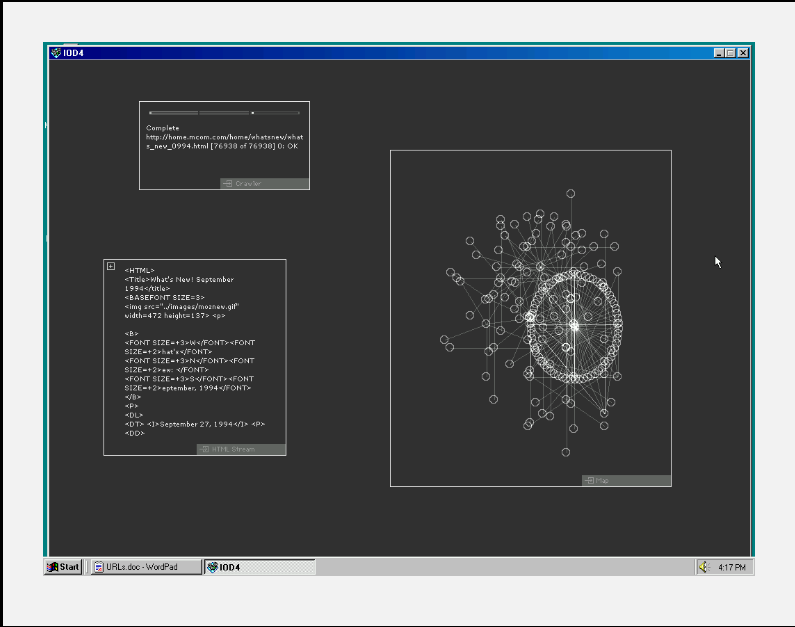 IOD4
Complete
http://home.mcom.com/home/whatsnew/what
s_new_0994.html [76938 of 76938] 0: OK
Crawler
<HTML>
<Title>What's New! September
1994</title>
<BASEFONT SIZE=3>
<img src="../images/moznew.gif"
width=472 height=137> <p>
<B>
<FONT SIZE=+3>W</FONT><FONT
SIZE=+2>hat's</FONT>
<FONT SIZE=+3>N</FONT><FONT
SIZE=+2>ex: </FONT>
<FONT SIZE=+3>S</FONT><FONT
SIZE=+2>eptember, 1994</FONT>
</B>
<P>
<DL>
<DT> <I>September 27, 1994</I> <P>
<DD>
HTML Stream
Map
Start
URLs.doc - WordPad
IOD4
4:17 PM